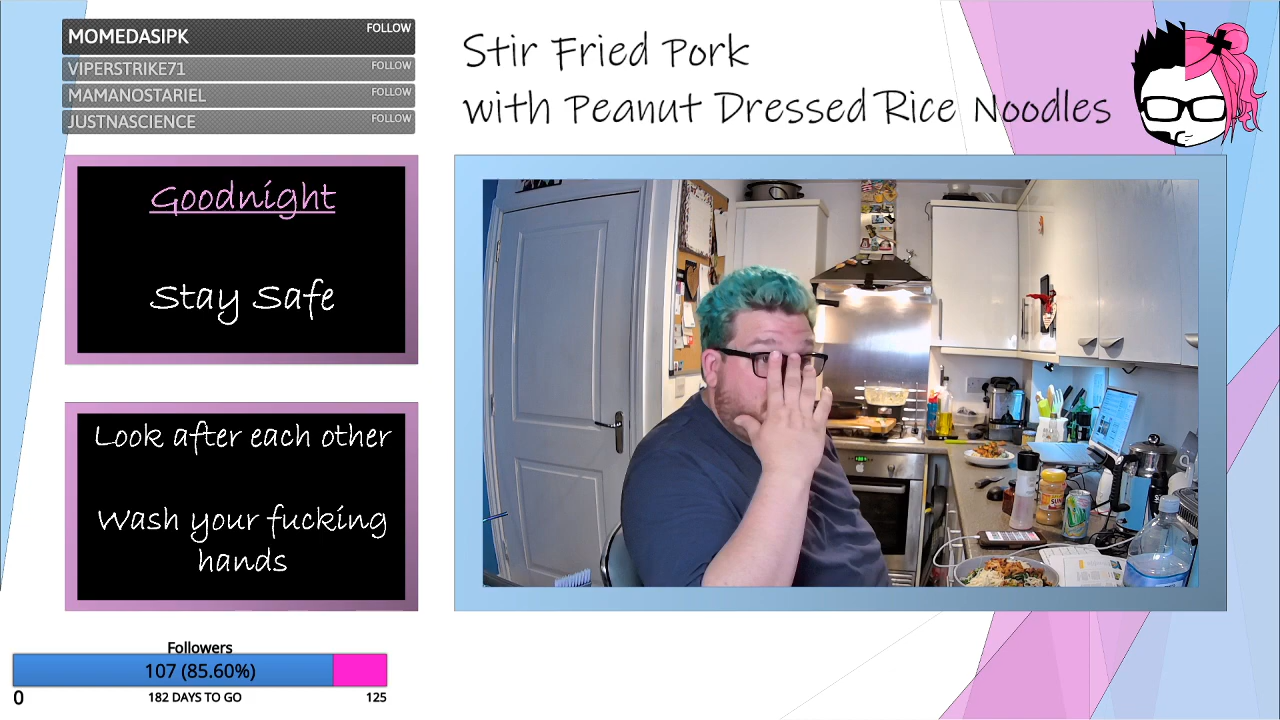 MOMEDASIPK FOLLOW
VIPERSTRIKE71 FOLLOW
MAMANOSTARIEL FOLLOW
JUSTNASCIENCE FOLLOW
Stir Fried Pork
with Peanut Dressed Rice Noodles
Goodnight
Stay Safe
Look after each other
Wash your fucking
hands
Followers
107 (85.60%)
0 182 DAYS TO GO 125